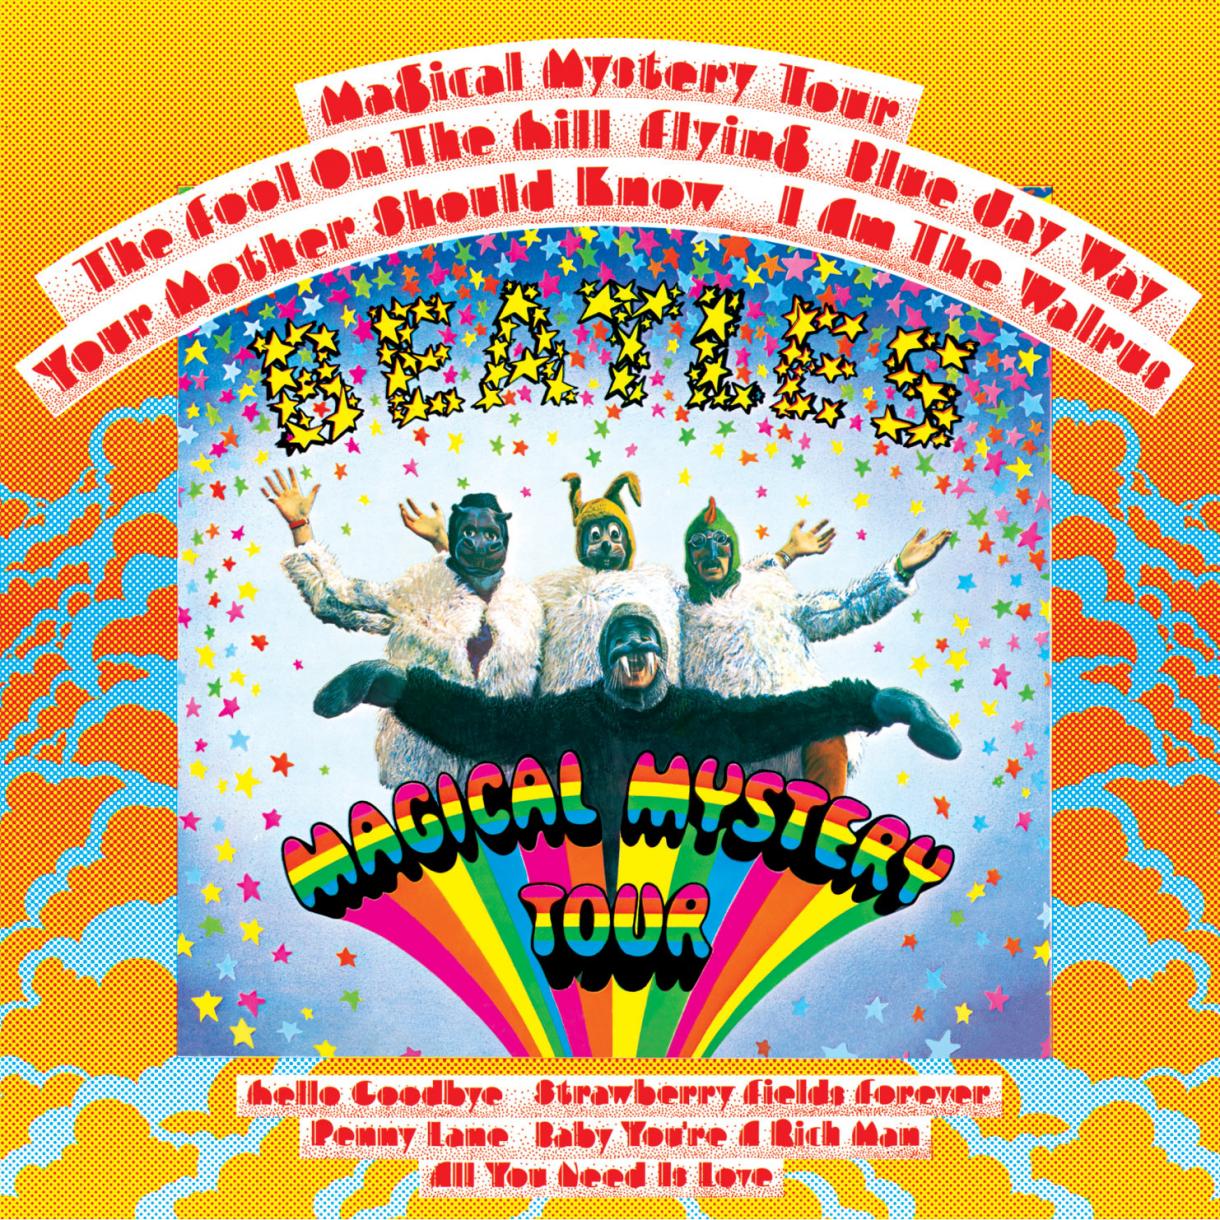 Magical Mystery Tour
The Fool On The Hill Flying Blue Jay Way
Your Mother Should Know I Am The Walrus
BEATLES
MAGICAL MYSTERY
TOUR
Hello Goodbye Strawberry Fields Forever
Penny Lane Baby You're A Rich Man
All You Need Is Love